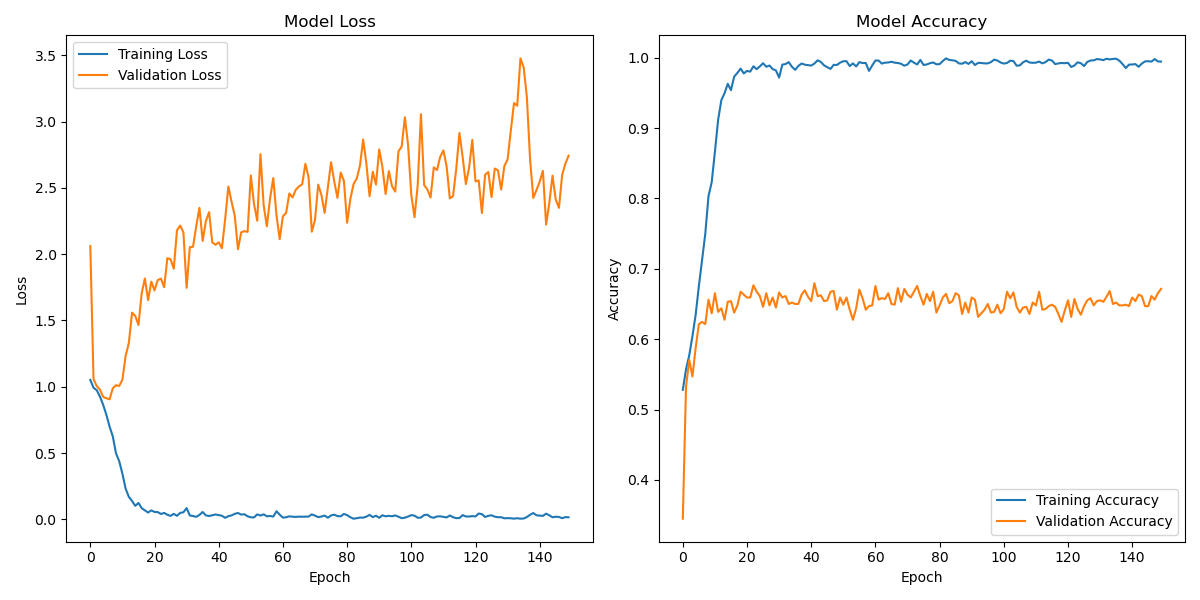 Model Loss
Training Loss
Validation Loss
3.5
3.0
2.5
2.0
1.5
1.0
0.5
0.0
Loss
0 20 40 60 80 100 120 140
Epoch
Model Accuracy
1.0
0.9
0.8
0.7
0.6
0.5
0.4
Accuracy
Training Accuracy
Validation Accuracy
0 20 40 60 80 100 120 140
Epoch